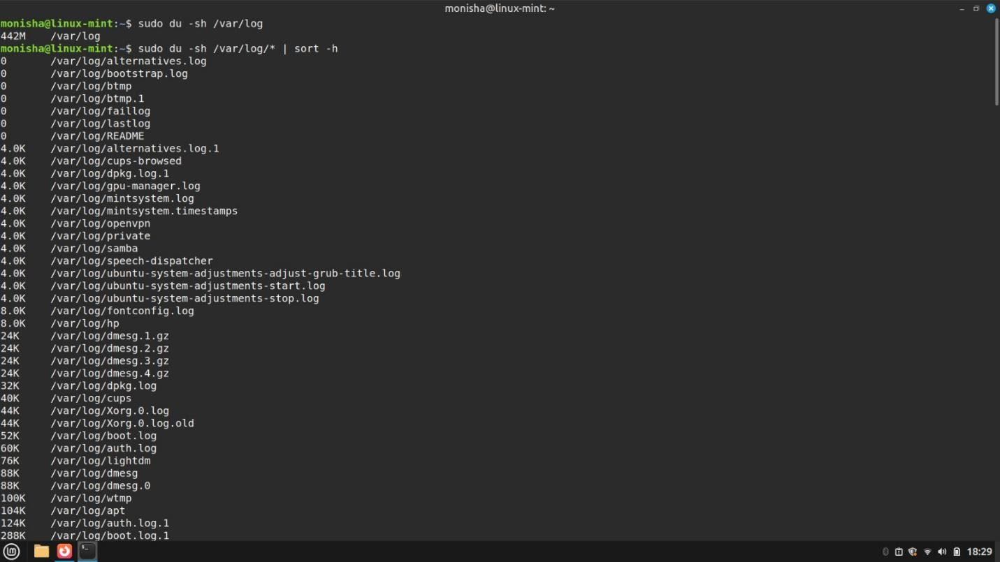 monisha@linux-mint: ~
monisha@linux-mint:~$ sudo du -sh /var/log
442M /var/log
monisha@linux-mint:~$ sudo du -sh /var/log/* | sort -h
0 /var/log/alternatives.log
0 /var/log/bootstrap.log
0 /var/log/btmp
0 /var/log/btmp.1
0 /var/log/faillog
0 /var/log/lastlog
0 /var/log/README
4.0K /var/log/alternatives.log.1
4.0K /var/log/cups-browsed
4.0K /var/log/dpkg.log.1
4.0K /var/log/gpu-manager.log
4.0K /var/log/mintsystem.log
4.0K /var/log/mintsystem.timestamps
4.0K /var/log/openvpn
4.0K /var/log/private
4.0K /var/log/samba
4.0K /var/log/speech-dispatcher
4.0K /var/log/ubuntu-system-adjustments-adjust-grub-title.log
4.0K /var/log/ubuntu-system-adjustments-start.log
4.0K /var/log/ubuntu-system-adjustments-stop.log
8.0K /var/log/fontconfig.log
8.0K /var/log/hp
24K /var/log/dmesg.1.gz
24K /var/log/dmesg.2.gz
24K /var/log/dmesg.3.gz
24K /var/log/dmesg.4.gz
32K /var/log/dpkg.log
40K /var/log/cups
44K /var/log/Xorg.0.log
44K /var/log/Xorg.0.log.old
52K /var/log/boot.log
60K /var/log/auth.log
76K /var/log/lightdm
88K /var/log/dmesg
88K /var/log/dmesg.0
100K /var/log/wtmp
104K /var/log/apt
124K /var/log/auth.log.1
288K /var/log/boot.log.1
18:29